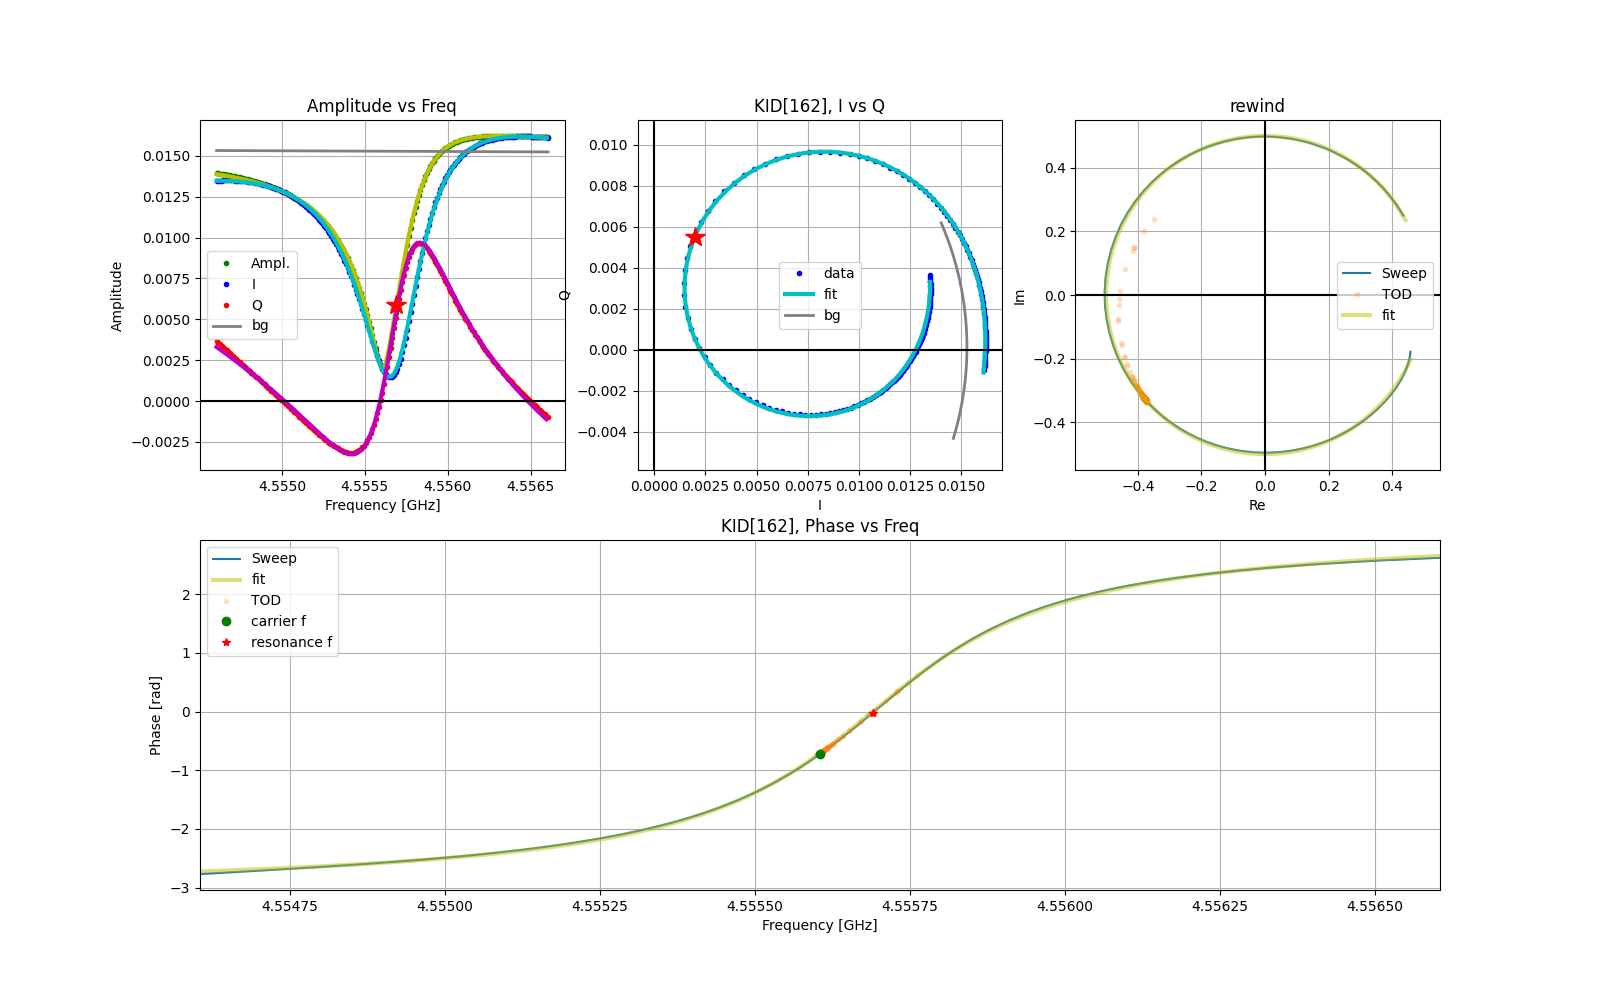 Amplitude vs Freq
0.0150
0.0125
0.0100
0.0075
0.0050
0.0025
0.0000
−0.0025
Amplitude
Ampl.
I
Q
bg
4.5550 4.5555 4.5560 4.5565
Frequency [GHz]
KID[162], I vs Q
0.010
0.008
0.006
0.004
0.002
0.000
−0.002
−0.004
Q
data
fit
bg
0.0000 0.0025 0.0050 0.0075 0.0100 0.0125 0.0150
I
rewind
0.4
0.2
0.0
−0.2
−0.4
Im
Sweep
TOD
fit
−0.4 −0.2 0.0 0.2 0.4
Re
KID[162], Phase vs Freq
2
1
0
−1
−2
−3
Phase [rad]
Sweep
fit
TOD
carrier f
resonance f
4.55475 4.55500 4.55525 4.55550 4.55575 4.55600 4.55625 4.55650
Frequency [GHz]